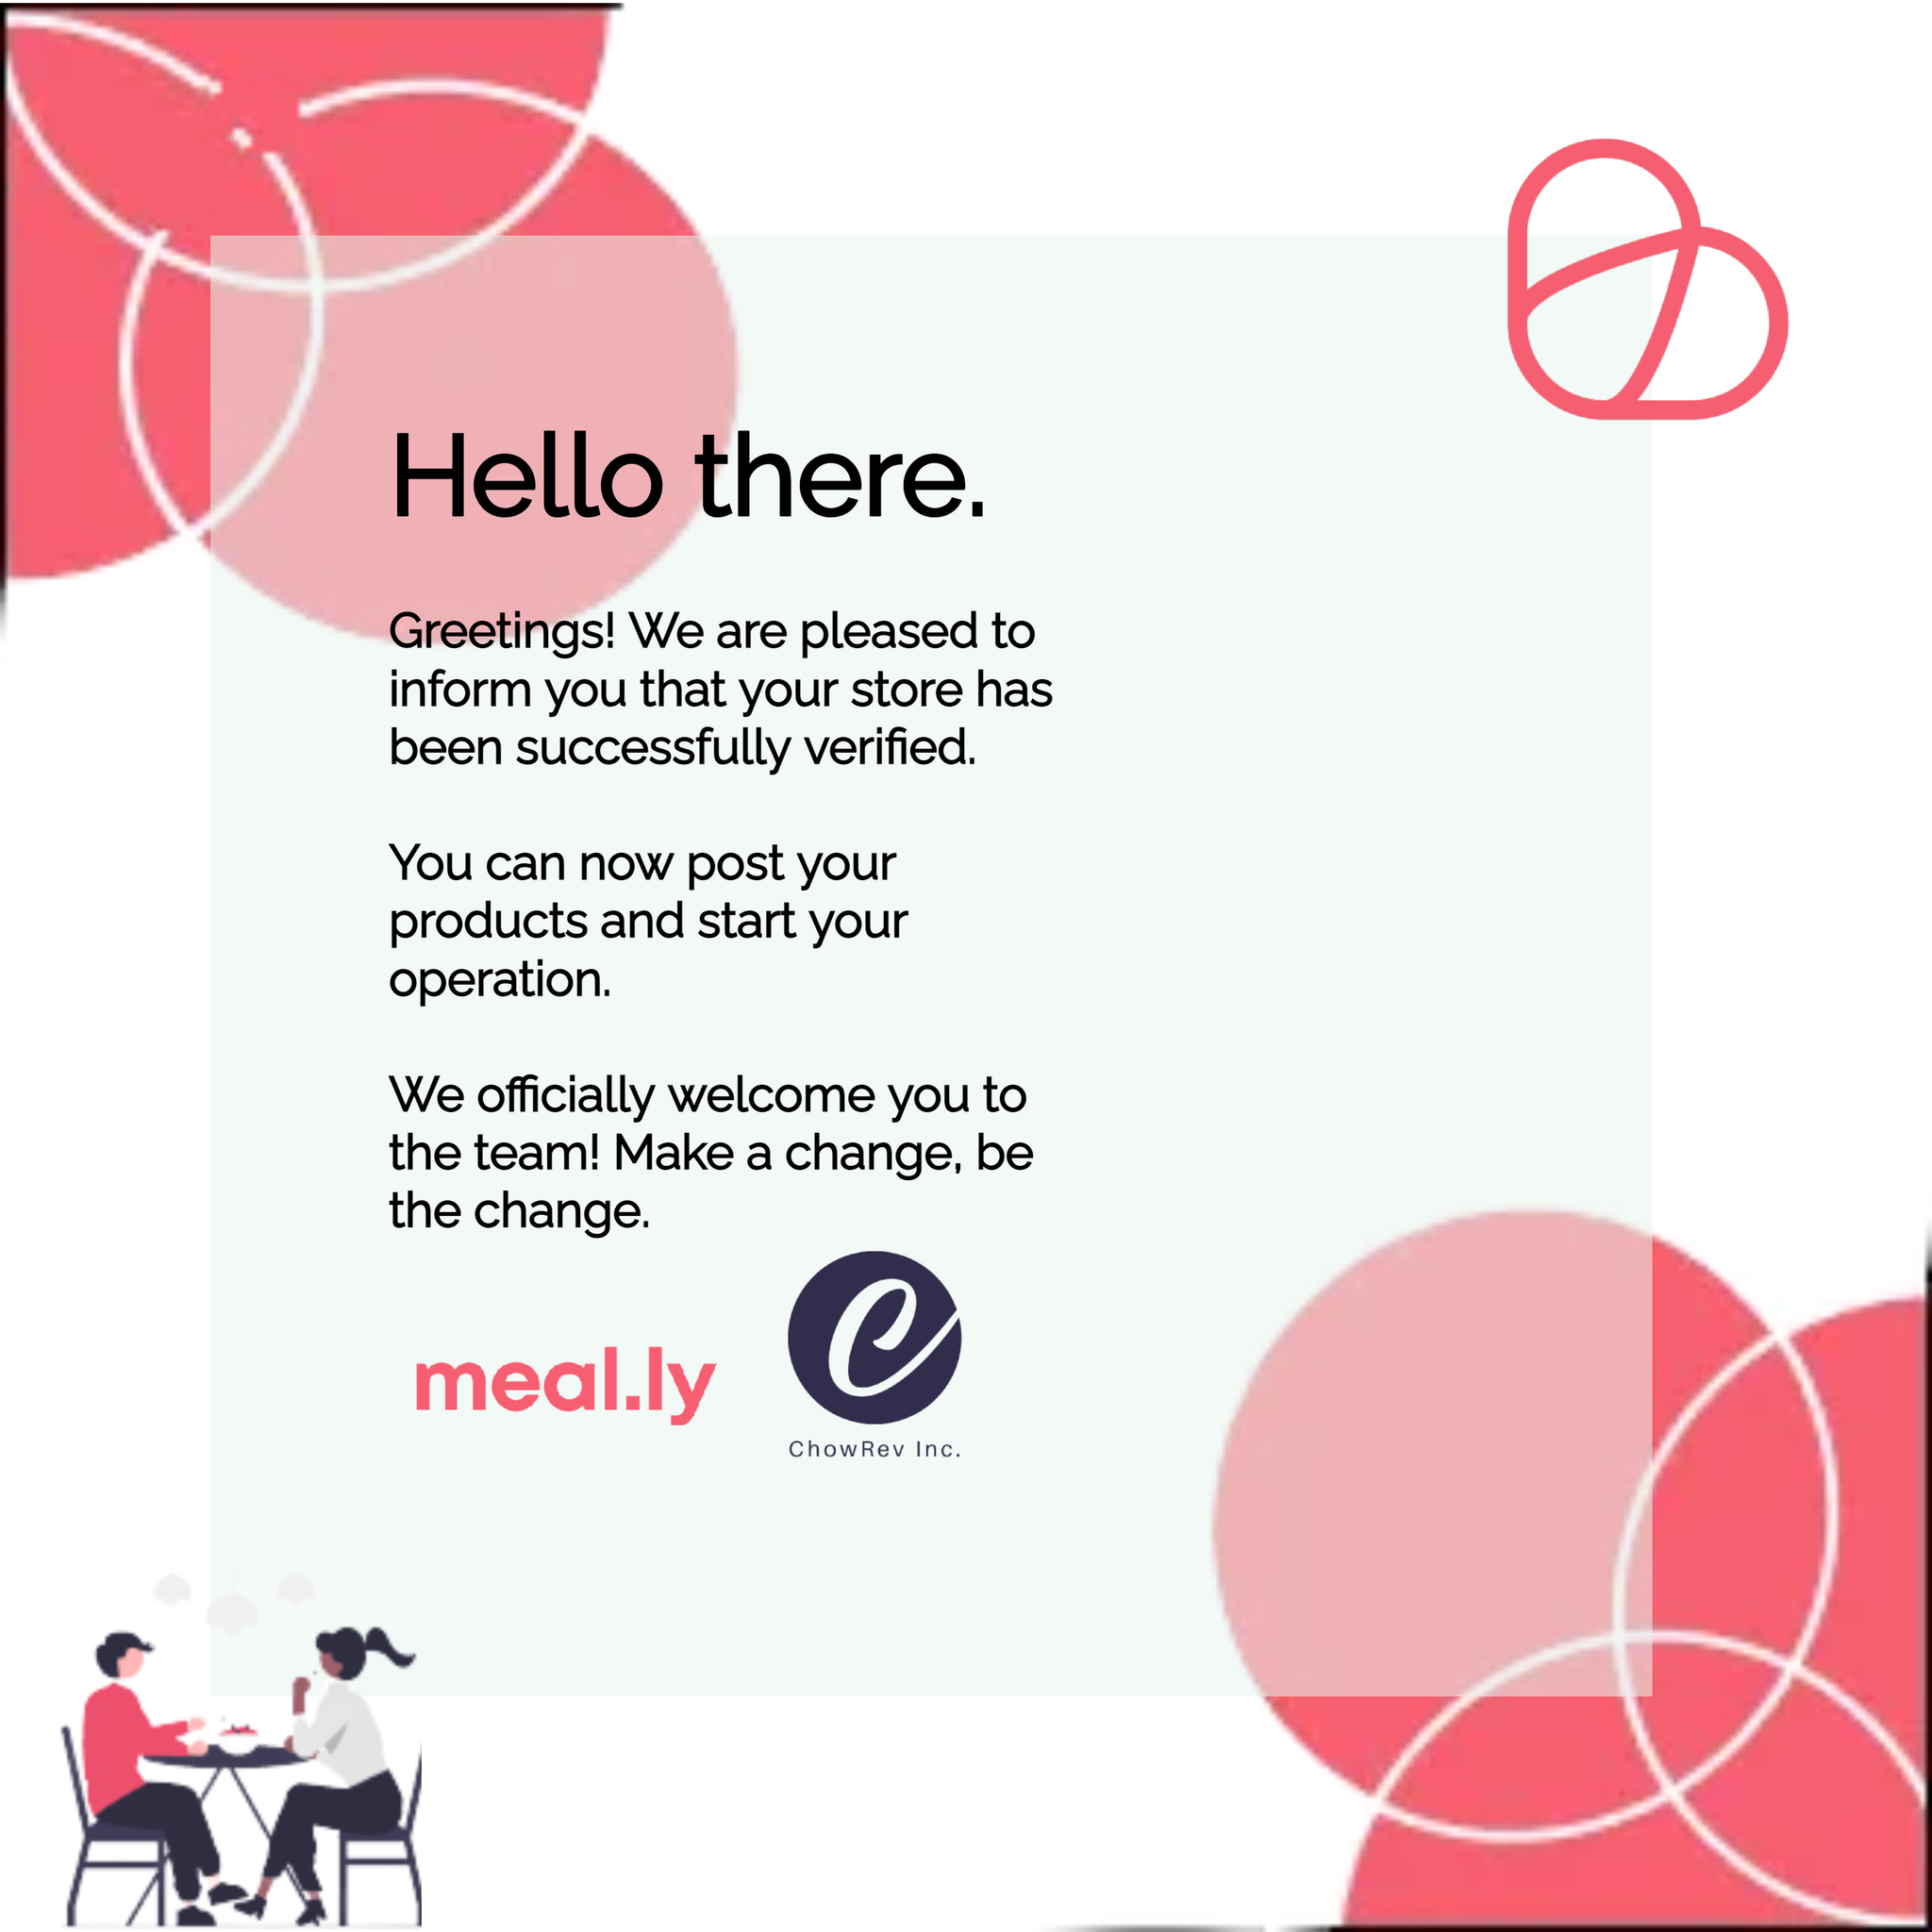 Hello there.
Greetings! We are pleased to
inform you that your store has
been successfully verified.
You can now post your
products and start your
operation.
We officially welcome you to
the team! Make a change, be
the change.
meal.ly
C
ChowRev Inc.